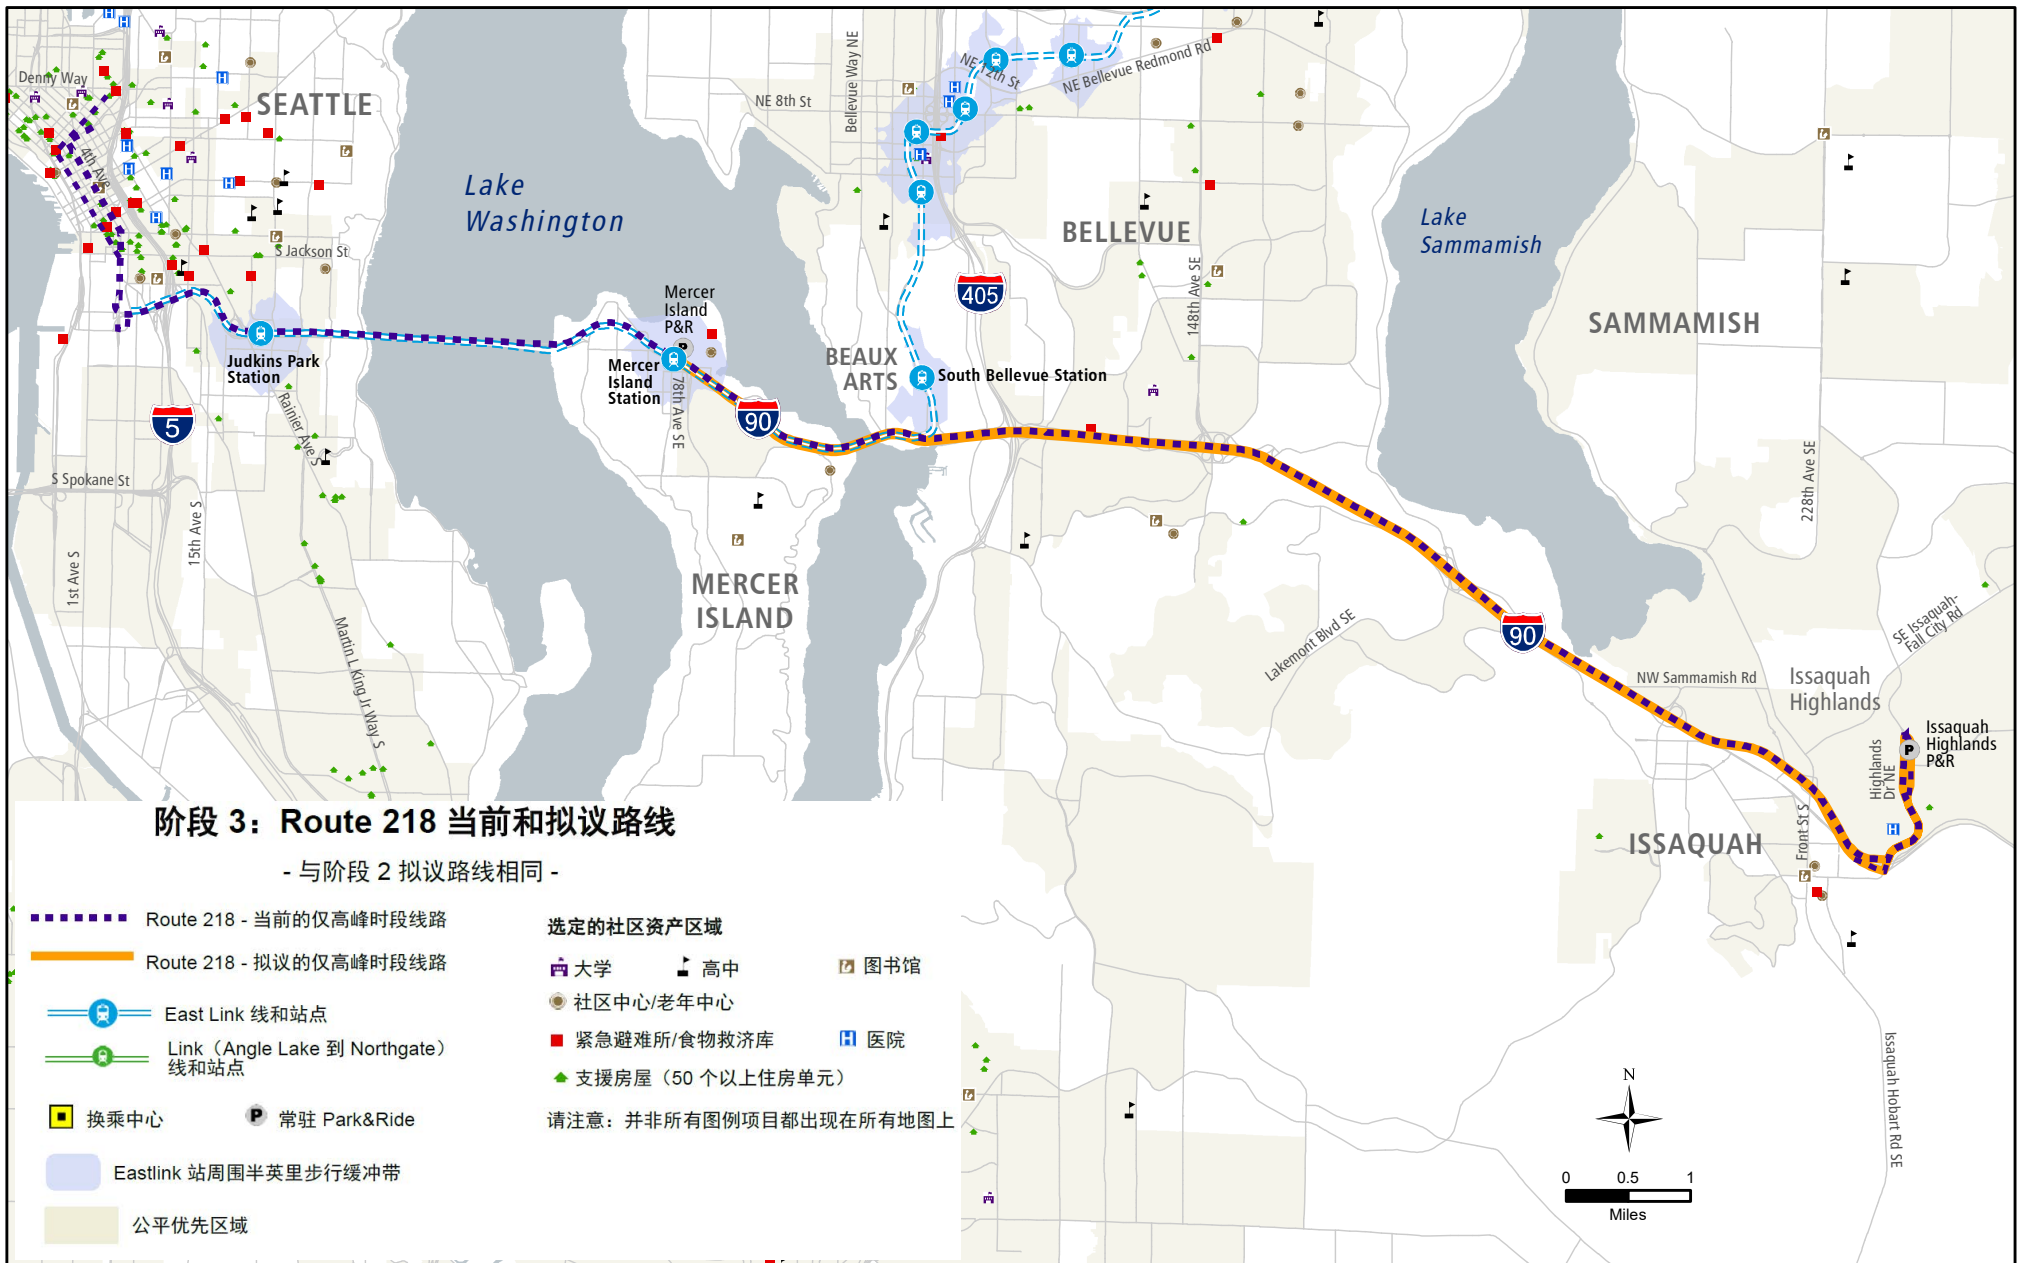 Denny Way
SEATTLE
4th Ave
S Jackson St
Lake
Washington
Bellevue Way NE
NE 8th St
NE 12th St
NE Bellevue Redmond Rd
BELLEVUE
148th Ave SE
405
Lake
Sammamish
SAMMAMISH
228th Ave SE
Mercer
Island
P&R
P
Mercer
Island
Station
78th Ave SE
Judkins Park
Station
Rainier Ave S
5
90
BEAUX
ARTS
South Bellevue Station
S Spokane St
15th Ave S
1st Ave S
Martin L King Jr Way S
MERCER
ISLAND
Lakemont Blvd SE
90
NW Sammamish Rd
SE Issaquah-
Fall City Rd
Issaquah
Highlands
Issaquah
Highlands
P&R
P
Highlands
Dr NE
Front St S
ISSAQUAH
Issaquah Hobart Rd SE
阶段 3：Route 218 当前和拟议路线
- 与阶段 2 拟议路线相同 -
Route 218 - 当前的仅高峰时段线路
Route 218 - 拟议的仅高峰时段线路
East Link 线和站点
Link（Angle Lake 到 Northgate）
线和站点
换乘中心
P 常驻 Park&Ride
Eastlink 站周围半英里步行缓冲带
公平优先区域
选定的社区资产区域
大学
高中
图书馆
社区中心/老年中心
紧急避难所/食物救济库
H 医院
支援房屋（50 个以上住房单元）
请注意：并非所有图例项目都出现在所有地图上
N
0 0.5 1
Miles